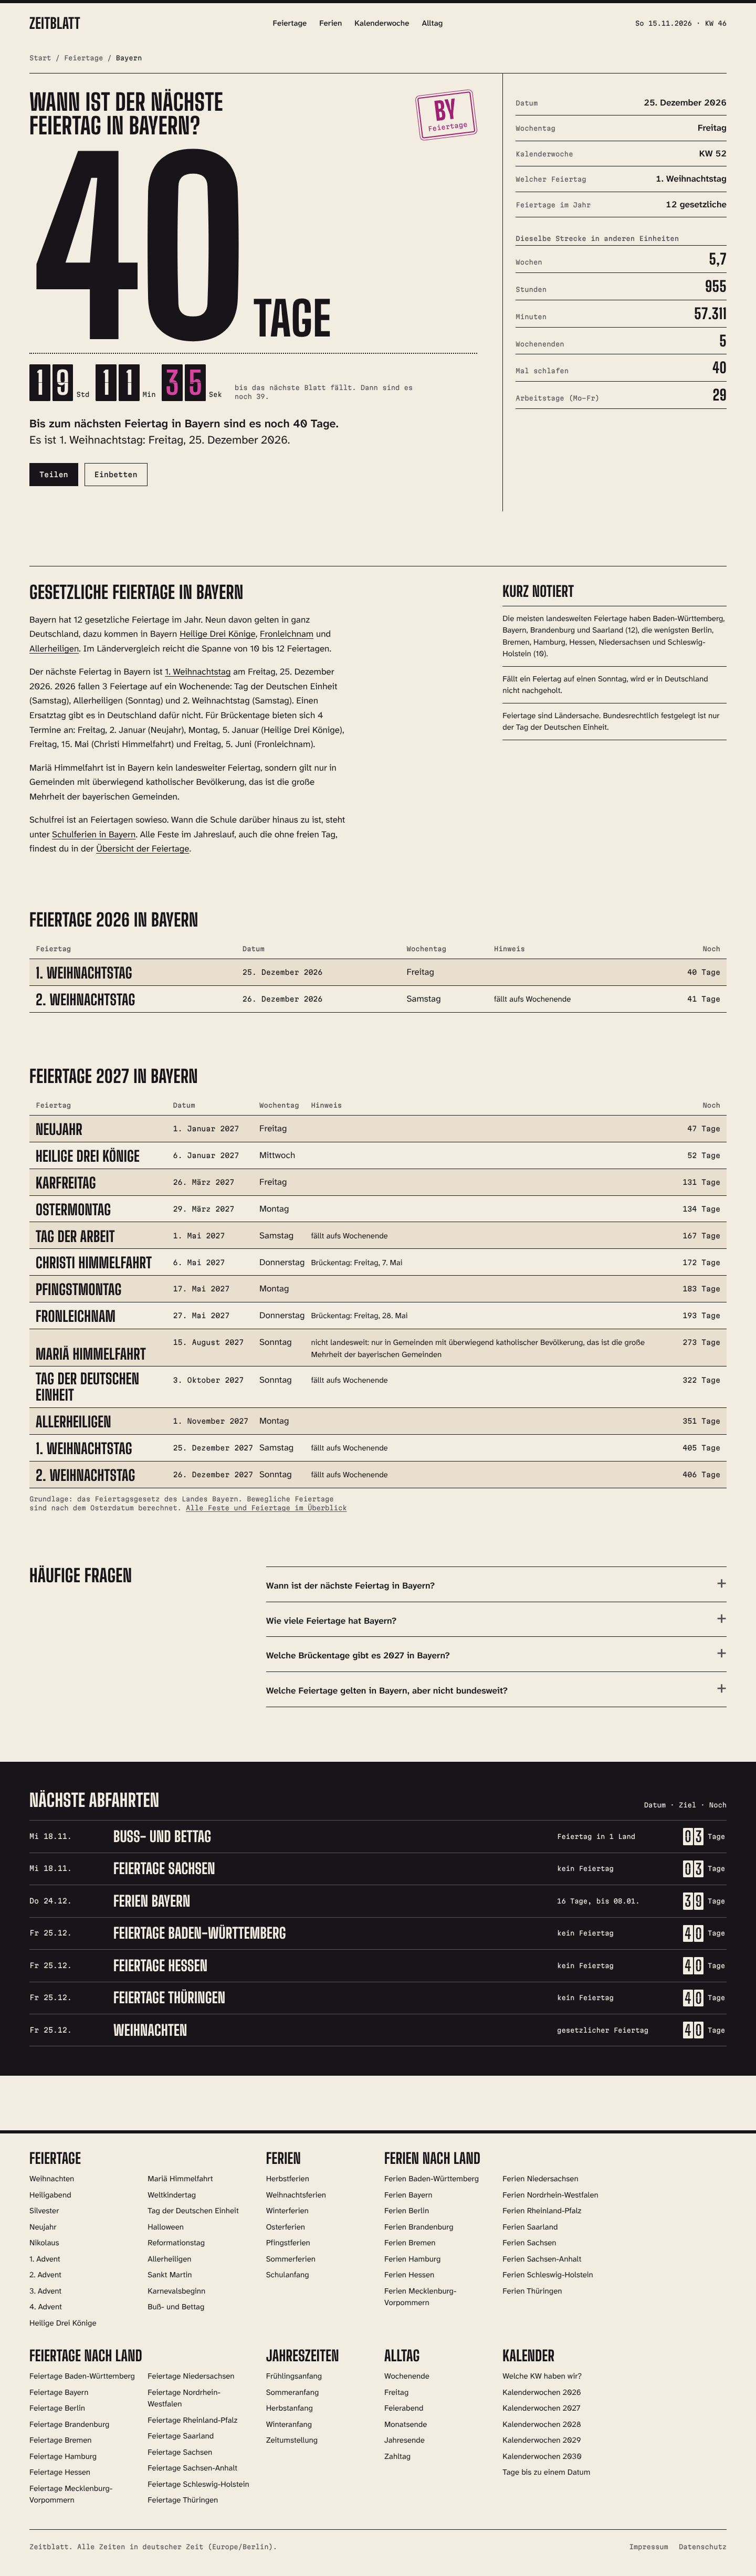 ZEITBLATT
Feiertage Ferien Kalenderwoche Alltag
So 15.11.2026 · KW 46
Start / Feiertage / Bayern
WANN IST DER NÄCHSTE
FEIERTAG IN BAYERN?
BY
Feiertage
40 TAGE
19 Std 11 Min 35 Sek
bis das nächste Blatt fällt. Dann sind es
noch 39.
Bis zum nächsten Feiertag in Bayern sind es noch 40 Tage.
Es ist 1. Weihnachtstag: Freitag, 25. Dezember 2026.
Teilen Einbetten
Datum 25. Dezember 2026
Wochentag Freitag
Kalenderwoche KW 52
Welcher Feiertag 1. Weihnachtstag
Feiertage im Jahr 12 gesetzliche
Dieselbe Strecke in anderen Einheiten
Wochen 5,7
Stunden 955
Minuten 57.311
Wochenenden 5
Mal schlafen 40
Arbeitstage (Mo–Fr) 29
GESETZLICHE FEIERTAGE IN BAYERN
Bayern hat 12 gesetzliche Feiertage im Jahr. Neun davon gelten in ganz
Deutschland, dazu kommen in Bayern Heilige Drei Könige, Fronleichnam und
Allerheiligen. Im Ländervergleich reicht die Spanne von 10 bis 12 Feiertagen.
Der nächste Feiertag in Bayern ist 1. Weihnachtstag am Freitag, 25. Dezember
2026. 2026 fallen 3 Feiertage auf ein Wochenende: Tag der Deutschen Einheit
(Samstag), Allerheiligen (Sonntag) und 2. Weihnachtstag (Samstag). Einen
Ersatztag gibt es in Deutschland dafür nicht. Für Brückentage bieten sich 4
Termine an: Freitag, 2. Januar (Neujahr), Montag, 5. Januar (Heilige Drei Könige),
Freitag, 15. Mai (Christi Himmelfahrt) und Freitag, 5. Juni (Fronleichnam).
Mariä Himmelfahrt ist in Bayern kein landesweiter Feiertag, sondern gilt nur in
Gemeinden mit überwiegend katholischer Bevölkerung, das ist die große
Mehrheit der bayerischen Gemeinden.
Schulfrei ist an Feiertagen sowieso. Wann die Schule darüber hinaus zu ist, steht
unter Schulferien in Bayern. Alle Feste im Jahreslauf, auch die ohne freien Tag,
findest du in der Übersicht der Feiertage.
KURZ NOTIERT
Die meisten landesweiten Feiertage haben Baden-Württemberg,
Bayern, Brandenburg und Saarland (12), die wenigsten Berlin,
Bremen, Hamburg, Hessen, Niedersachsen und Schleswig-
Holstein (10).
Fällt ein Feiertag auf einen Sonntag, wird er in Deutschland
nicht nachgeholt.
Feiertage sind Ländersache. Bundesrechtlich festgelegt ist nur
der Tag der Deutschen Einheit.
FEIERTAGE 2026 IN BAYERN
Feiertag Datum Wochentag Hinweis Noch
1. WEIHNACHTSTAG 25. Dezember 2026 Freitag 40 Tage
2. WEIHNACHTSTAG 26. Dezember 2026 Samstag fällt aufs Wochenende 41 Tage
FEIERTAGE 2027 IN BAYERN
Feiertag Datum Wochentag Hinweis Noch
NEUJAHR 1. Januar 2027 Freitag 47 Tage
HEILIGE DREI KÖNIGE 6. Januar 2027 Mittwoch 52 Tage
KARFREITAG 26. März 2027 Freitag 131 Tage
OSTERMONTAG 29. März 2027 Montag 134 Tage
TAG DER ARBEIT 1. Mai 2027 Samstag fällt aufs Wochenende 167 Tage
CHRISTI HIMMELFAHRT 6. Mai 2027 Donnerstag Brückentag: Freitag, 7. Mai 172 Tage
PFINGSTMONTAG 17. Mai 2027 Montag 183 Tage
FRONLEICHNAM 27. Mai 2027 Donnerstag Brückentag: Freitag, 28. Mai 193 Tage
MARIÄ HIMMELFAHRT 15. August 2027 Sonntag nicht landesweit: nur in Gemeinden mit überwiegend katholischer Bevölkerung, das ist die große 273 Tage
Mehrheit der bayerischen Gemeinden
TAG DER DEUTSCHEN
EINHEIT 3. Oktober 2027 Sonntag fällt aufs Wochenende 322 Tage
ALLERHEILIGEN 1. November 2027 Montag 351 Tage
1. WEIHNACHTSTAG 25. Dezember 2027 Samstag fällt aufs Wochenende 405 Tage
2. WEIHNACHTSTAG 26. Dezember 2027 Sonntag fällt aufs Wochenende 406 Tage
Grundlage: das Feiertagsgesetz des Landes Bayern. Bewegliche Feiertage
sind nach dem Osterdatum berechnet. Alle Feste und Feiertage im Überblick
HÄUFIGE FRAGEN
Wann ist der nächste Feiertag in Bayern? +
Wie viele Feiertage hat Bayern? +
Welche Brückentage gibt es 2027 in Bayern? +
Welche Feiertage gelten in Bayern, aber nicht bundesweit? +
NÄCHSTE ABFAHRTEN
Datum · Ziel · Noch
Mi 18.11. BUSS- UND BETTAG Feiertag in 1 Land 03 Tage
Mi 18.11. FEIERTAGE SACHSEN kein Feiertag 03 Tage
Do 24.12. FERIEN BAYERN 16 Tage, bis 08.01. 39 Tage
Fr 25.12. FEIERTAGE BADEN-WÜRTTEMBERG kein Feiertag 40 Tage
Fr 25.12. FEIERTAGE HESSEN kein Feiertag 40 Tage
Fr 25.12. FEIERTAGE THÜRINGEN kein Feiertag 40 Tage
Fr 25.12. WEIHNACHTEN gesetzlicher Feiertag 40 Tage
FEIERTAGE
Weihnachten
Heiligabend
Silvester
Neujahr
Nikolaus
1. Advent
2. Advent
3. Advent
4. Advent
Heilige Drei Könige
Mariä Himmelfahrt
Weltkindertag
Tag der Deutschen Einheit
Halloween
Reformationstag
Allerheiligen
Sankt Martin
Karnevalsbeginn
Buß- und Bettag
FERIEN
Herbstferien
Weihnachtsferien
Winterferien
Osterferien
Pfingstferien
Sommerferien
Schulanfang
FERIEN NACH LAND
Ferien Baden-Württemberg
Ferien Bayern
Ferien Berlin
Ferien Brandenburg
Ferien Bremen
Ferien Hamburg
Ferien Hessen
Ferien Mecklenburg-
Vorpommern
Ferien Niedersachsen
Ferien Nordrhein-Westfalen
Ferien Rheinland-Pfalz
Ferien Saarland
Ferien Sachsen
Ferien Sachsen-Anhalt
Ferien Schleswig-Holstein
Ferien Thüringen
FEIERTAGE NACH LAND
Feiertage Baden-Württemberg
Feiertage Bayern
Feiertage Berlin
Feiertage Brandenburg
Feiertage Bremen
Feiertage Hamburg
Feiertage Hessen
Feiertage Mecklenburg-
Vorpommern
Feiertage Niedersachsen
Feiertage Nordrhein-
Westfalen
Feiertage Rheinland-Pfalz
Feiertage Saarland
Feiertage Sachsen
Feiertage Sachsen-Anhalt
Feiertage Schleswig-Holstein
Feiertage Thüringen
JAHRESZEITEN
Frühlingsanfang
Sommeranfang
Herbstanfang
Winteranfang
Zeitumstellung
ALLTAG
Wochenende
Freitag
Feierabend
Monatsende
Jahresende
Zahltag
KALENDER
Welche KW haben wir?
Kalenderwochen 2026
Kalenderwochen 2027
Kalenderwochen 2028
Kalenderwochen 2029
Kalenderwochen 2030
Tage bis zu einem Datum
Zeitblatt. Alle Zeiten in deutscher Zeit (Europe/Berlin).
Impressum Datenschutz